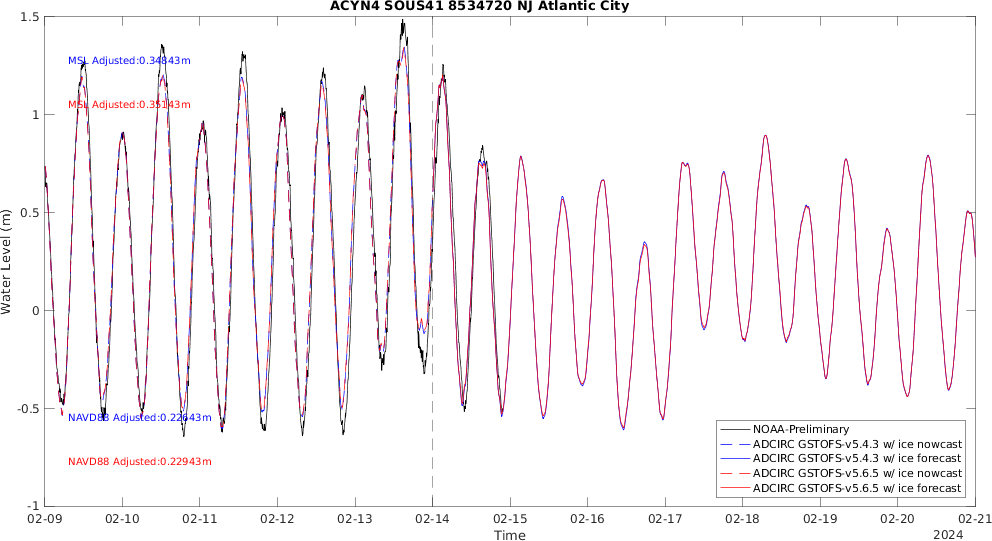 ACYN4 SOUS41 8534720 NJ Atlantic City
1.5
1
0.5
0
-0.5
-1
Water Level (m)
MSL Adjusted:0.34843m
MSL Adjusted:0.35143m
NAVD88 Adjusted:0.22643m
NAVD88 Adjusted:0.22943m
NOAA-Preliminary
ADCIRC GSTOFS-v5.4.3 w/ ice nowcast
ADCIRC GSTOFS-v5.4.3 w/ ice forecast
ADCIRC GSTOFS-v5.6.5 w/ ice nowcast
ADCIRC GSTOFS-v5.6.5 w/ ice forecast
02-09 02-10 02-11 02-12 02-13 02-14 02-15 02-16 02-17 02-18 02-19 02-20 02-21
Time
2024